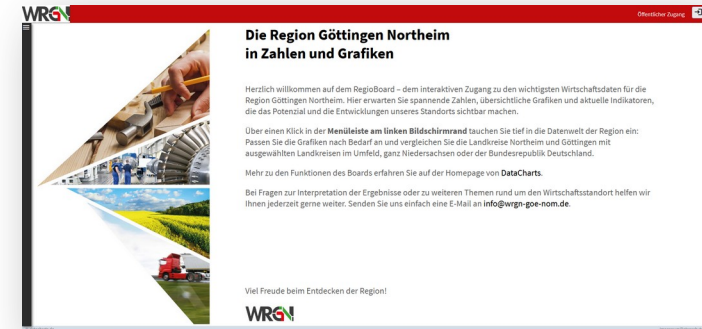 WRGN
Öffentlicher Zugang
Die Region Göttingen Northeim
in Zahlen und Grafiken
Herzlich willkommen auf dem RegioBoard – dem interaktiven Zugang zu den wichtigsten Wirtschaftsdaten für die
Region Göttingen Northeim. Hier erwarten Sie spannende Zahlen, übersichtliche Grafiken und aktuelle Indikatoren,
die das Potenzial und die Entwicklungen unseres Standorts sichtbar machen.
Über einen Klick in der Menüleiste am linken Bildschirmrand tauchen Sie tief in die Datenwelt der Region ein:
Passen Sie die Grafiken nach Bedarf an und vergleichen Sie die Landkreise Northeim und Göttingen mit
ausgewählten Landkreisen im Umfeld, ganz Niedersachsen oder der Bundesrepublik Deutschland.
Mehr zu den Funktionen des Boards erfahren Sie auf der Homepage von DataCharts.
Bei Fragen zur Interpretation der Ergebnisse oder zu weiteren Themen rund um den Wirtschaftsstandort helfen wir
Ihnen jederzeit gerne weiter. Senden Sie uns einfach eine E-Mail an info@wrgn-goe-nom.de.
Viel Freude beim Entdecken der Region!
WRGN